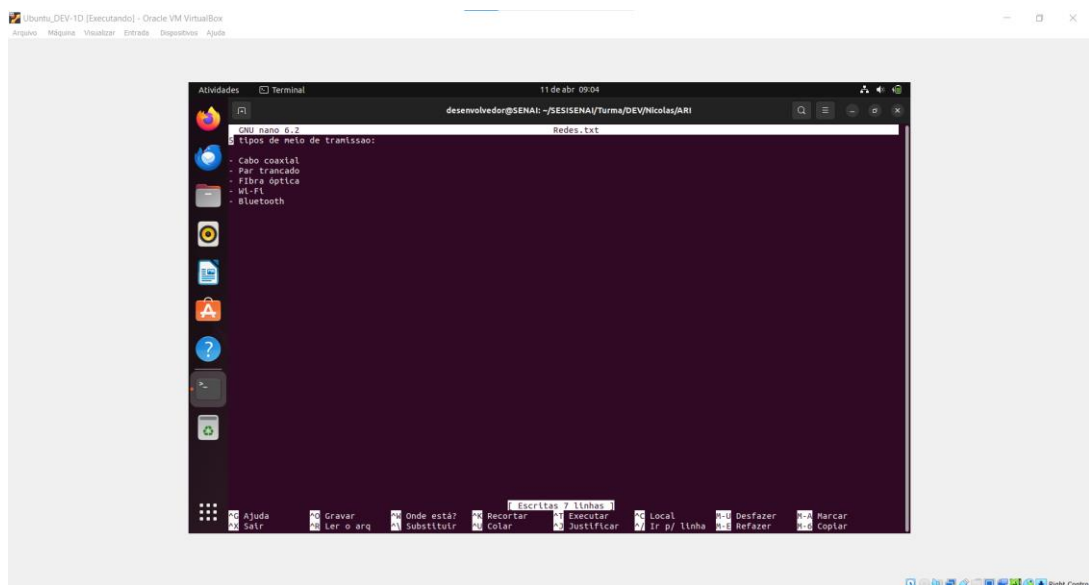 Ubuntu_DEV-1D [Executando] - Oracle VM VirtualBox
Arquivo Máquina Visualizar Entrada Dispositivos Ajuda
Atividades Terminal 11 de abr 09:04
desenvolvedor@SENAI: ~/SESISENAI/Turma/DEV/Nicolas/ARI
GNU nano 6.2 Redes.txt
5 tipos de meio de tramissao:
- Cabo coaxial
- Par trancado
- FIbra óptica
- Wi-Fi
- Bluetooth
[ Escritas 7 linhas ]
^G Ajuda ^O Gravar ^W Onde está? ^K Recortar ^T Executar ^C Local M-U Desfazer M-A Marcar
^X Sair ^R Ler o arq ^\ Substituir ^U Colar ^J Justificar ^/ Ir p/ linha M-E Refazer M-6 Copiar
Right Control